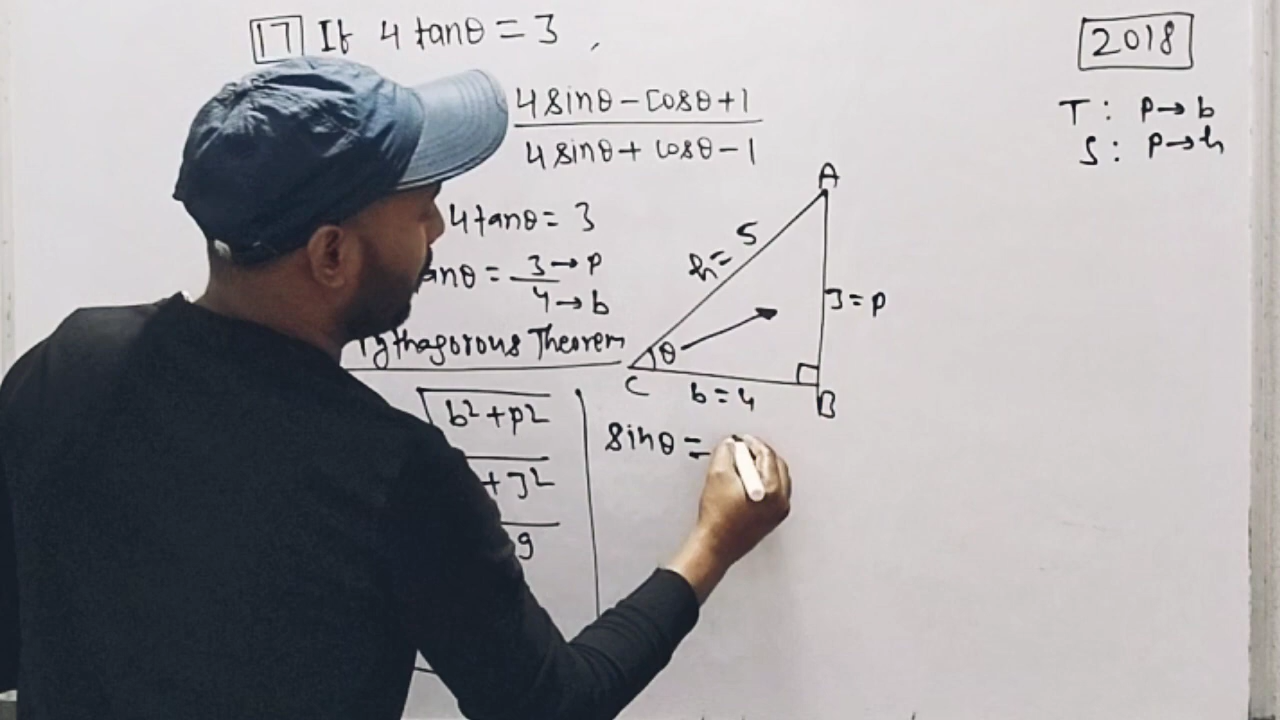 17 If 4 tanθ = 3 ,
2018
4 sinθ - cosθ + 1
4 sinθ + cosθ - 1
T : P → b
S : P → h
4 tanθ = 3
anθ = 3 → p
4 → b
Pythagorous Theorem
√b² + p²
+ 3²
9
A
h = 5
3 = p
θ
C
b = 4
B
sinθ =